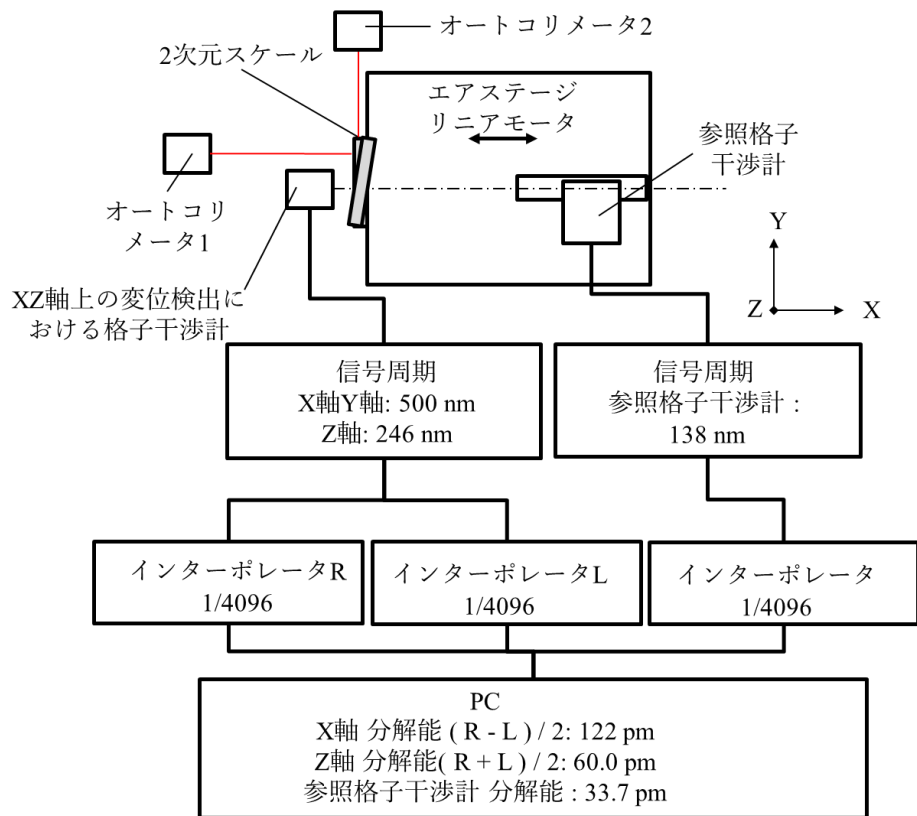 オートコリメータ2
2次元スケール
エアステージ
リニアモータ
参照格子
干渉計
オートコリ
メータ1
XZ軸上の変位検出に
おける格子干渉計
Y
Z
X
信号周期
X軸Y軸: 500 nm
Z軸: 246 nm
信号周期
参照格子干渉計 :
138 nm
インターポレータR
1/4096
インターポレータL
1/4096
インターポレータ
1/4096
PC
X軸 分解能 ( R - L ) / 2: 122 pm
Z軸 分解能( R + L ) / 2: 60.0 pm
参照格子干渉計 分解能 : 33.7 pm